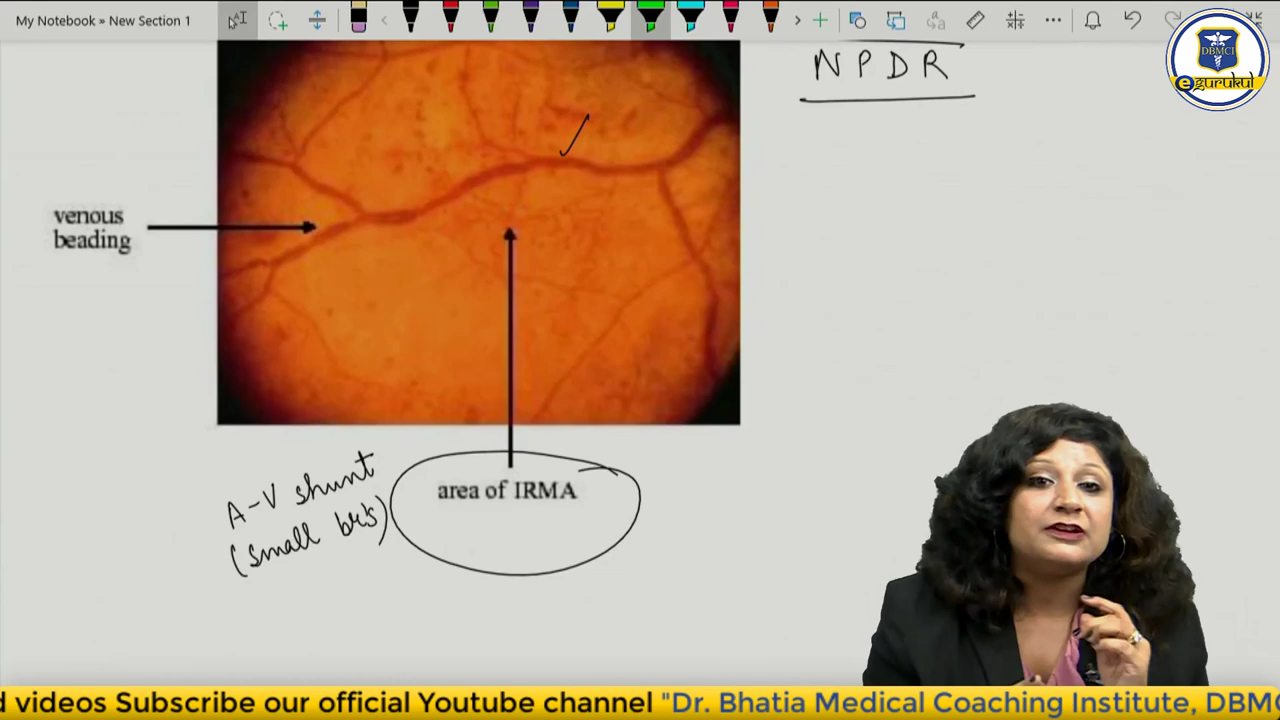 My Notebook » New Section 1
DBMCI
egurukul
NPDR
venous
beading
area of IRMA
A-V shunt
(small br's)
d videos Subscribe our official Youtube channel "Dr. Bhatia Medical Coaching Institute, DBMC